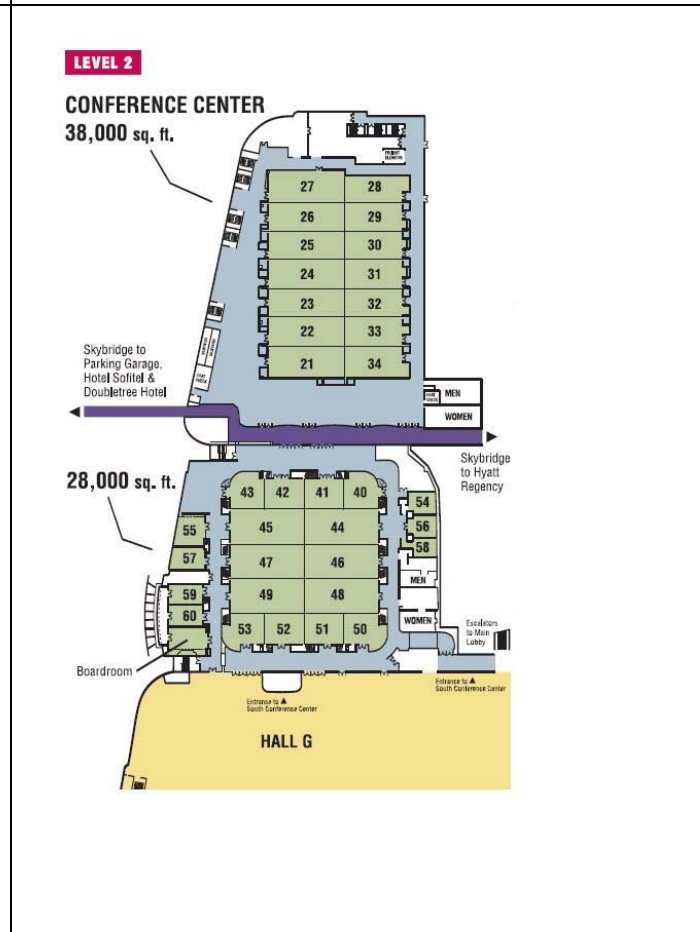 LEVEL 2
CONFERENCE CENTER
38,000 sq. ft.
FREIGHT
ELEVATOR
27 28
26 29
25 30
24 31
23 32
22 33
21 34
Skybridge to
Parking Garage,
Hotel Sofitel &
Doubletree Hotel
MEN
WOMEN
Skybridge
to Hyatt
Regency
28,000 sq. ft.
43 42 41 40
54
55
45 44
56
57
58
47 46
MEN
59
49 48
60
WOMEN
53 52 51 50
Escalators
to Main
Lobby
Boardroom
Entrance to
South Conference Center
Entrance to
South Conference Center
HALL G